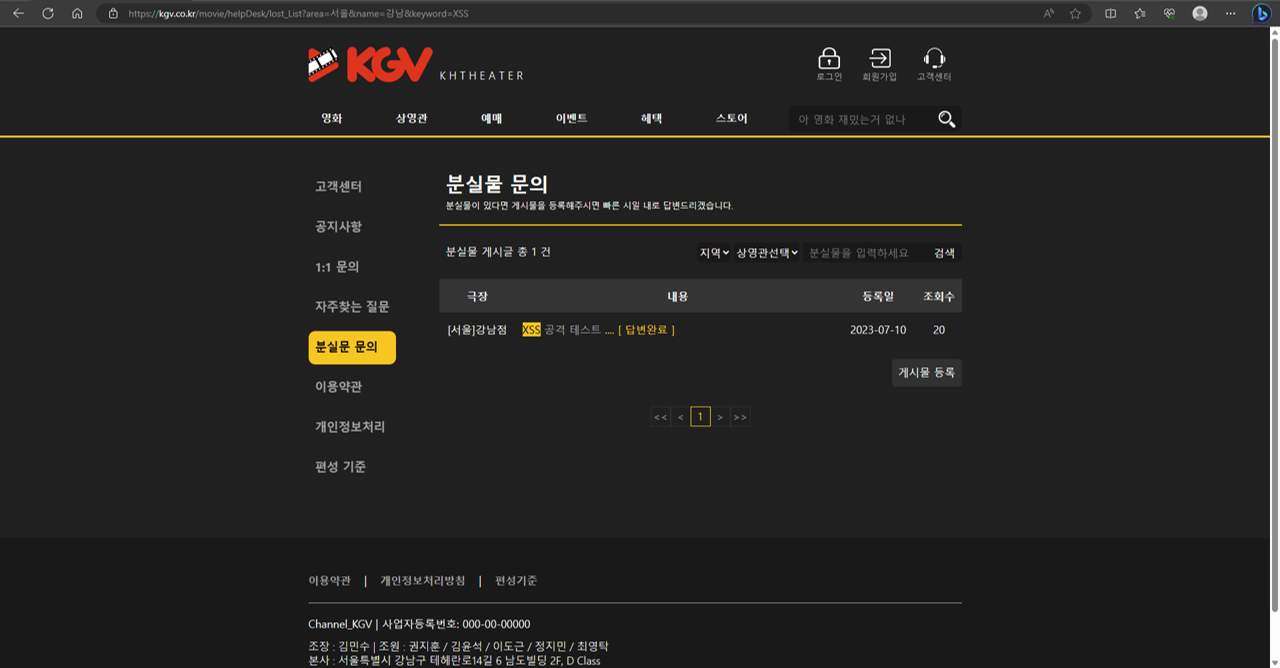 https://kgv.co.kr/movie/helpDesk/lost_List?area=서울&name=강남&keyword=XSS
KGV KHTHEATER
로그인 회원가입 고객센터
영화 상영관 예매 이벤트 혜택 스토어 아 영화 재밌는거 없나
고객센터
공지사항
1:1 문의
자주찾는 질문
분실문 문의
이용약관
개인정보처리
편성 기준
분실물 문의
분실물이 있다면 게시물을 등록해주시면 빠른 시일 내로 답변드리겠습니다.
분실물 게시글 총 1 건 지역 상영관선택 분실물을 입력하세요 검색
극장 내용 등록일 조회수
[서울]강남점 XSS 공격 테스트 .... [ 답변완료 ] 2023-07-10 20
게시물 등록
<< < 1 > >>
이용약관 | 개인정보처리방침 | 편성기준
Channel_KGV | 사업자등록번호: 000-00-00000
조장 : 김민수 | 조원 : 권지훈 / 김윤석 / 이도근 / 정지민 / 최영탁
본사 : 서울특별시 강남구 테헤란로14길 6 남도빌딩 2F, D Class